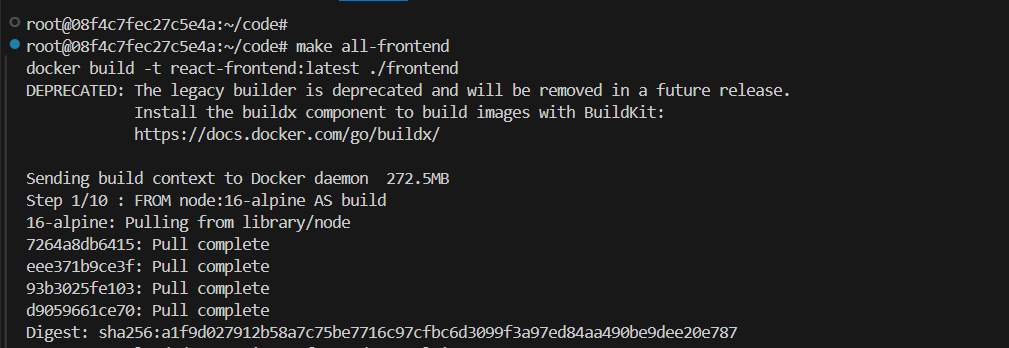 root@08f4c7fec27c5e4a:~/code#
root@08f4c7fec27c5e4a:~/code# make all-frontend
docker build -t react-frontend:latest ./frontend
DEPRECATED: The legacy builder is deprecated and will be removed in a future release.
Install the buildx component to build images with BuildKit:
https://docs.docker.com/go/buildx/
Sending build context to Docker daemon  272.5MB
Step 1/10 : FROM node:16-alpine AS build
16-alpine: Pulling from library/node
7264a8db6415: Pull complete
eee371b9ce3f: Pull complete
93b3025fe103: Pull complete
d9059661ce70: Pull complete
Digest: sha256:a1f9d027912b58a7c75be7716c97cfbc6d3099f3a97ed84aa490be9dee20e787